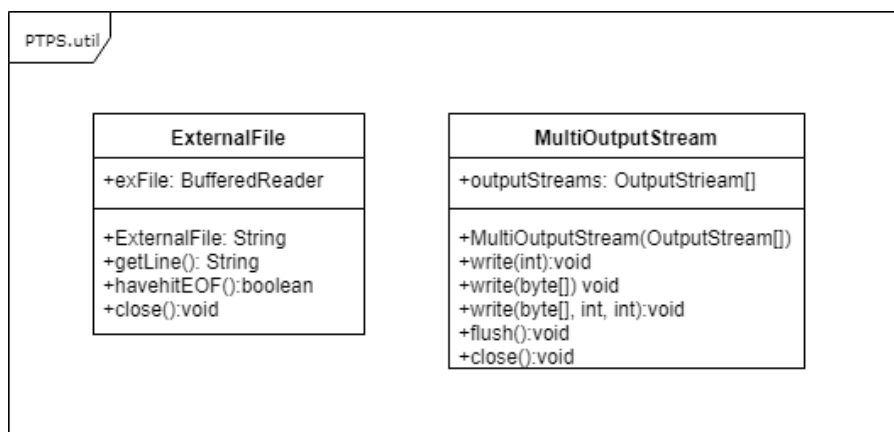 PTPS.util
ExternalFile
+exFile: BufferedReader
+ExternalFile: String
+getLine(): String
+havehitEOF():boolean
+close():void
MultiOutputStream
+outputStreams: OutputStrieam[]
+MultiOutputStream(OutputStream[])
+write(int):void
+write(byte[]) void
+write(byte[], int, int):void
+flush():void
+close():void